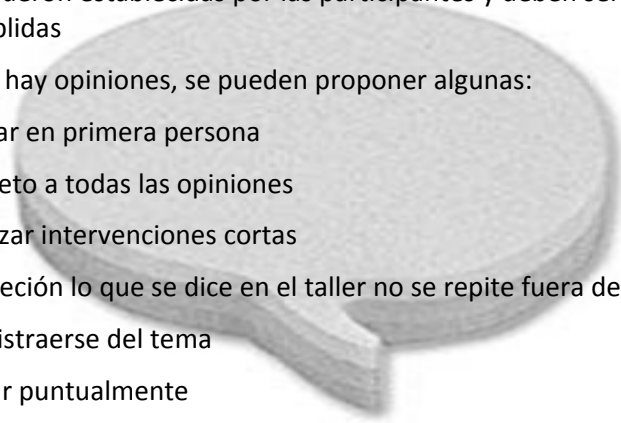 fueron establecidas por las participantes y deben ser
plidas
hay opiniones, se pueden proponer algunas:
ar en primera persona
eto a todas las opiniones
zar intervenciones cortas
eción lo que se dice en el taller no se repite fuera de
istraerse del tema
r puntualmente